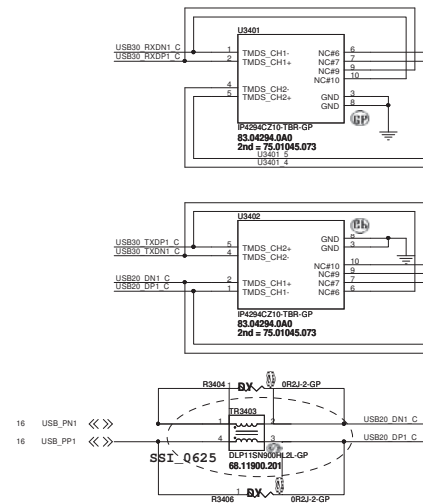 U3401
USB30_RXDN1_C 1 TMDS_CH1- NC#6 6
USB30_RXDP1_C 2 TMDS_CH1+ NC#7 7
NC#9 9
NC#10 10
4 TMDS_CH2-
5 TMDS_CH2+ GND 3
GND 8
GP
IP4294CZ10-TBR-GP
83.04294.0A0
2nd = 75.01045.073
U3401_5
U3401_4
U3402
GND 8
USB30_TXDP1_C 5 TMDS_CH2+ GND 3
USB30_TXDN1_C 4 TMDS_CH2-
NC#10 10
NC#9 9
USB20_DN1_C 2 TMDS_CH1+ NC#7 7
USB20_DP1_C 1 TMDS_CH1- NC#6 6
IP4294CZ10-TBR-GP
83.04294.0A0
2nd = 75.01045.073
R3404 1 DY 0R2J-2-GP
TR3403
16 USB_PN1 1 2 USB20_DN1_C
16 USB_PP1 4 3 USB20_DP1_C
SSI_0625 DLP11SN900HL2L-GP
68.11900.201
R3406 1 DY 0R2J-2-GP